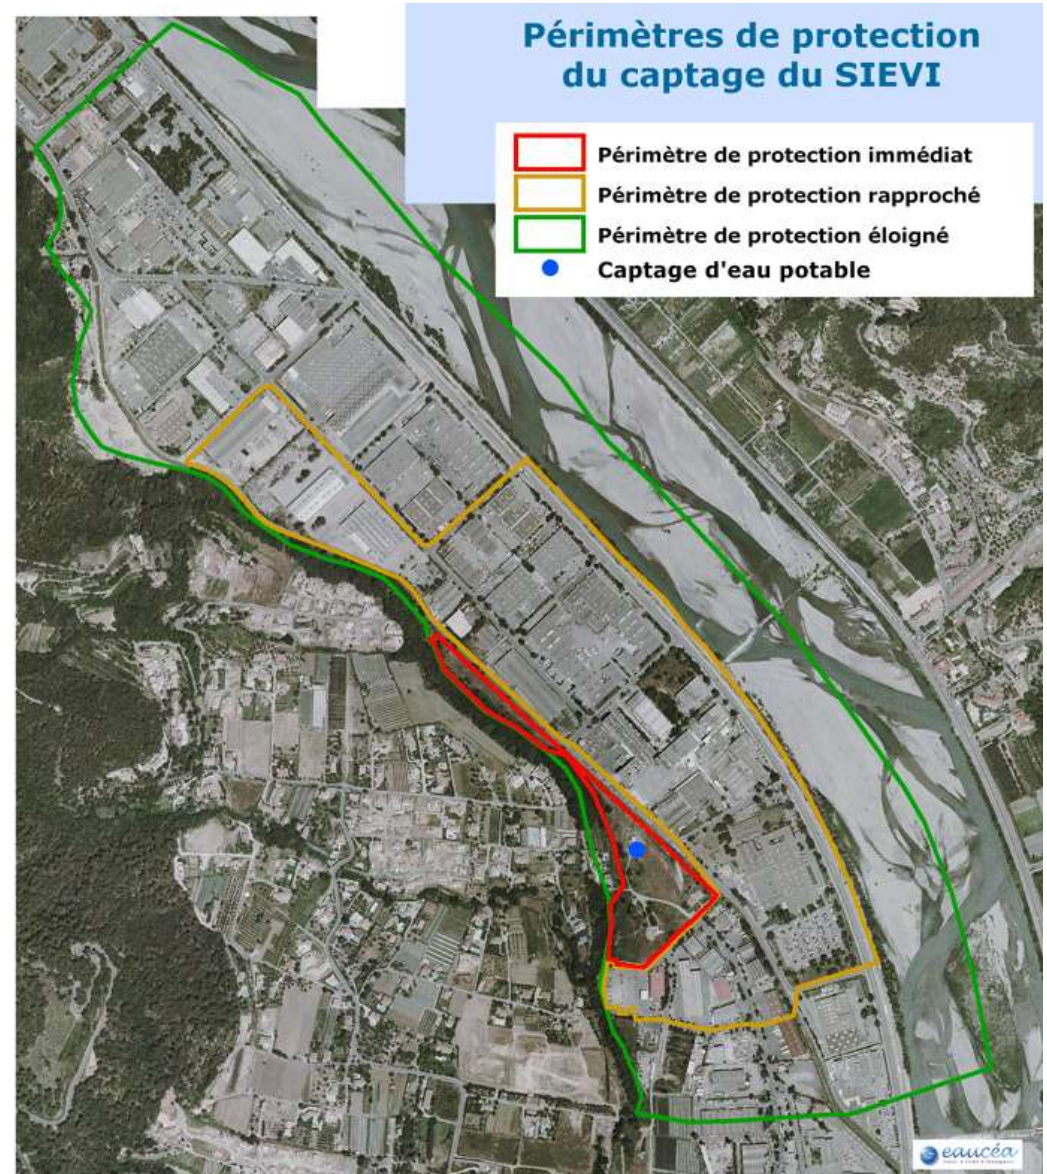 Périmètres de protection
du captage du SIEVI
Périmètre de protection immédiat
Périmètre de protection rapproché
Périmètre de protection éloigné
Captage d'eau potable
eaucéa